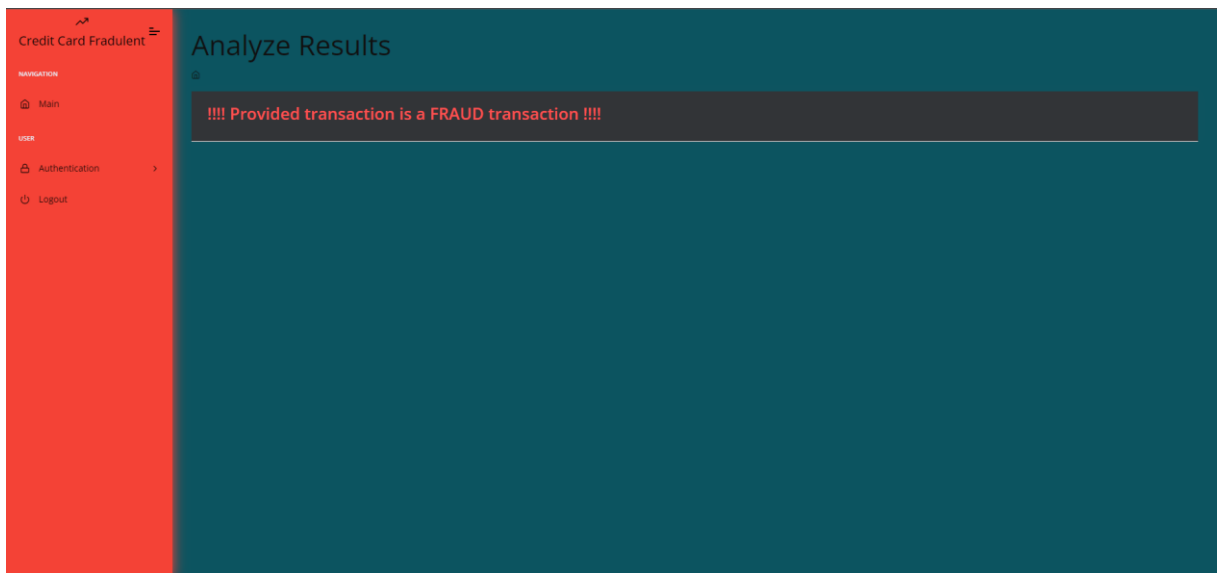 Credit Card Fradulent
NAVIGATION
Main
USER
Authentication
Logout
Analyze Results
!!!! Provided transaction is a FRAUD transaction !!!!